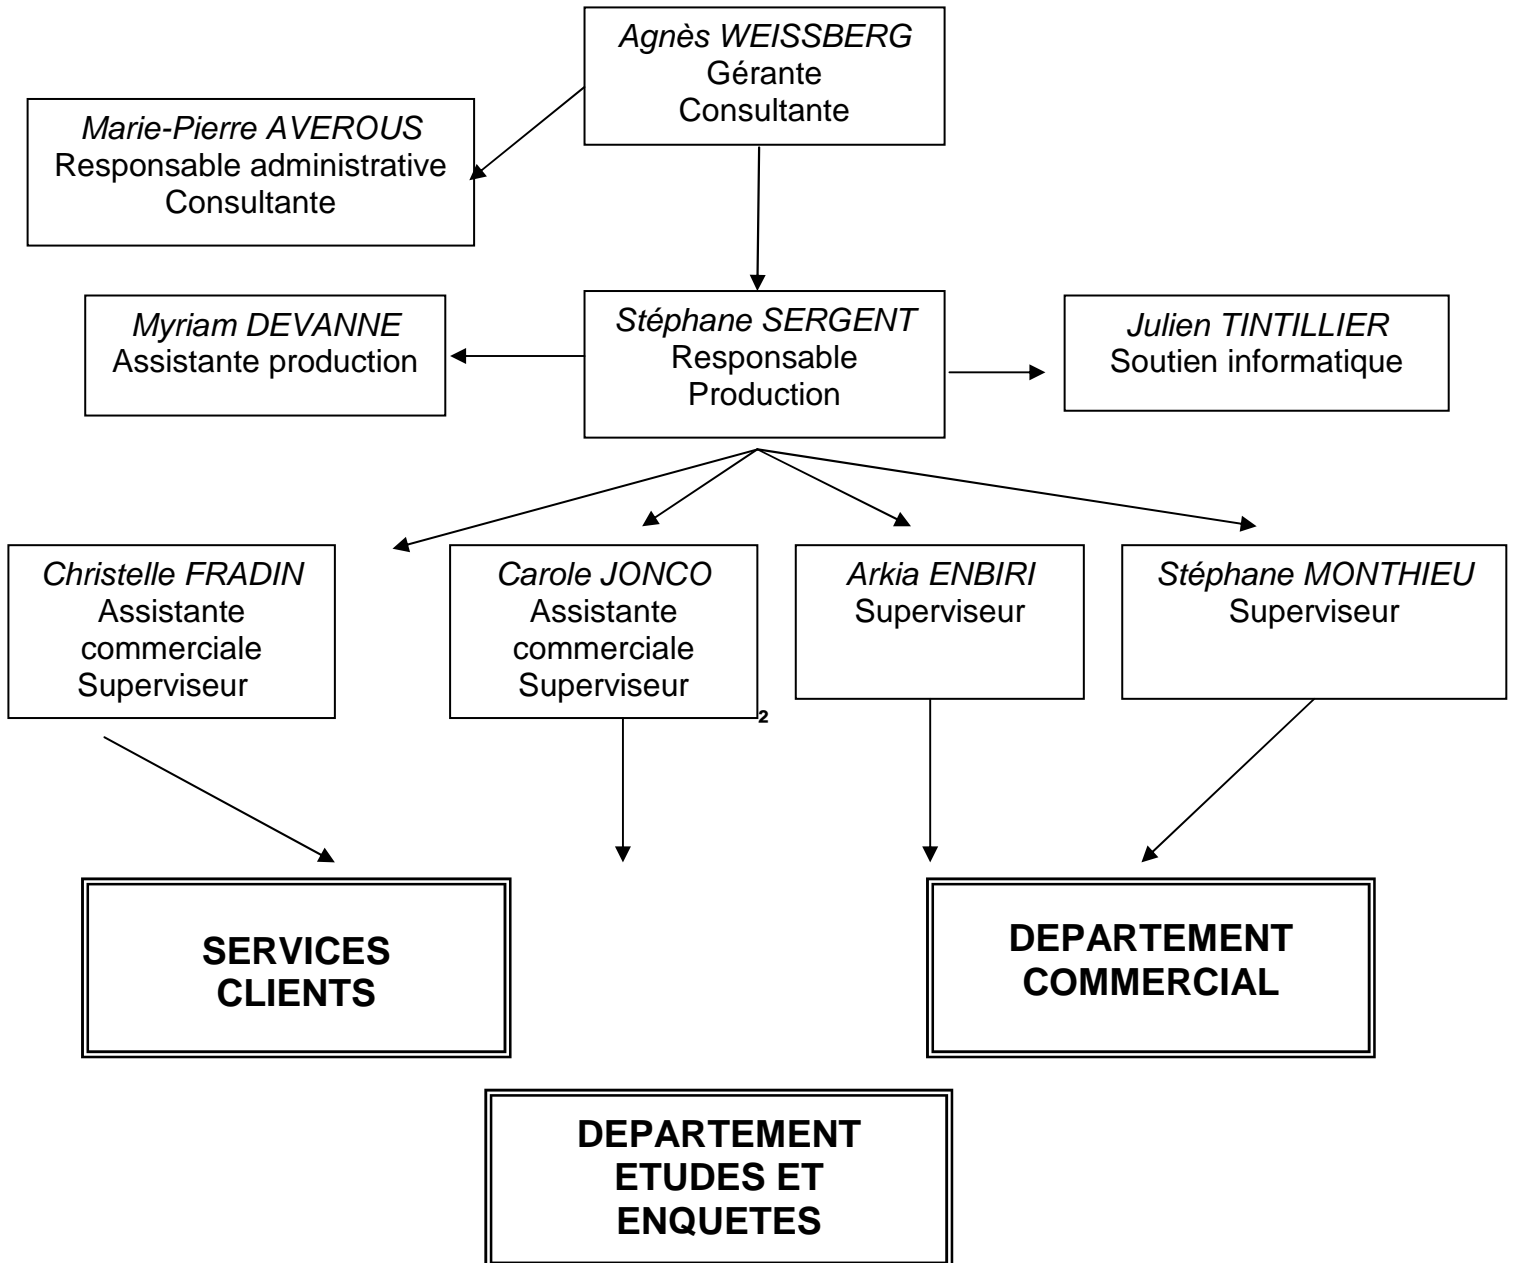 Agnès WEISSBERG
Gérante
Consultante
Marie-Pierre AVEROUS
Responsable administrative
Consultante
Myriam DEVANNE
Assistante production
Stéphane SERGENT
Responsable
Production
Julien TINTILLIER
Soutien informatique
Christelle FRADIN
Assistante
commerciale
Superviseur
Carole JONCO
Assistante
commerciale
Superviseur
2
Arkia ENBIRI
Superviseur
Stéphane MONTHIEU
Superviseur
SERVICES
CLIENTS
DEPARTEMENT
COMMERCIAL
DEPARTEMENT
ETUDES ET
ENQUETES